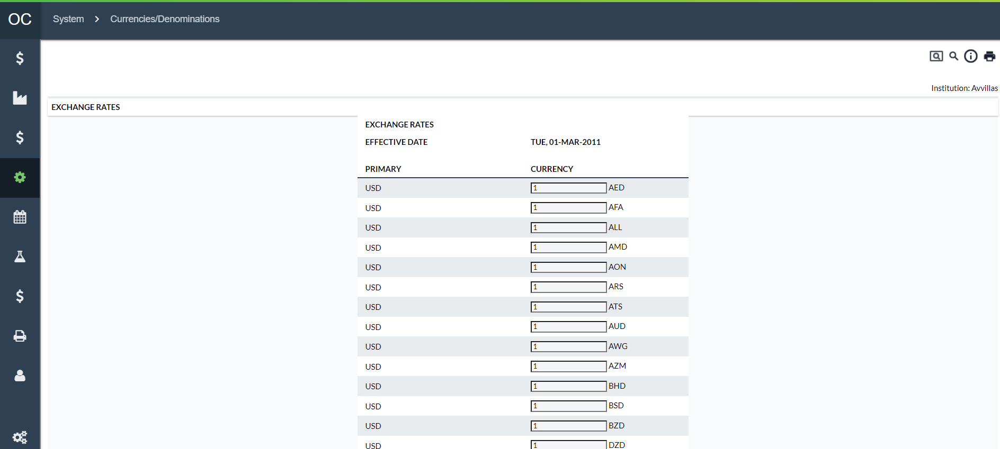 OC
System
Currencies/Denominations
Institution: Avvillas
EXCHANGE RATES
EXCHANGE RATES
EFFECTIVE DATE TUE, 01-MAR-2011
PRIMARY CURRENCY
USD 1 AED
USD 1 AFA
USD 1 ALL
USD 1 AMD
USD 1 AON
USD 1 ARS
USD 1 ATS
USD 1 AUD
USD 1 AWG
USD 1 AZM
USD 1 BHD
USD 1 BSD
USD 1 BZD
USD 1 DZD